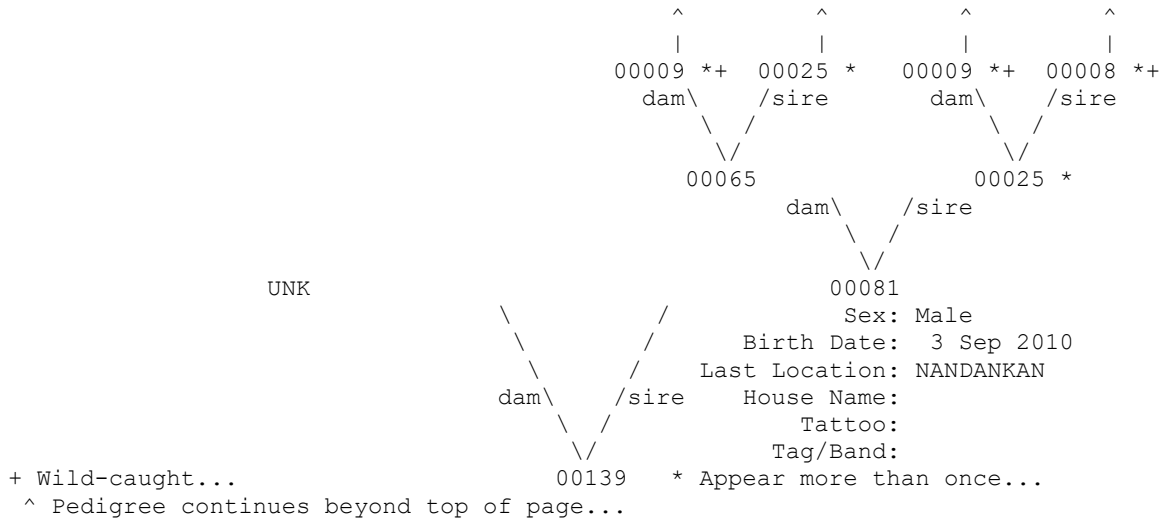 ^ ^ ^ ^
| | | |
00009 *+ 00025 * 00009 *+ 00008 *+
dam\ /sire dam\ /sire
\ / \ /
\/ \/
00065 00025 *
dam\ /sire
\ /
\/
UNK 00081
\ / Sex: Male
\ / Birth Date: 3 Sep 2010
\ / Last Location: NANDANKAN
dam\ /sire House Name:
\ / Tattoo:
\/ Tag/Band:
+ Wild-caught... 00139 * Appear more than once...
^ Pedigree continues beyond top of page...